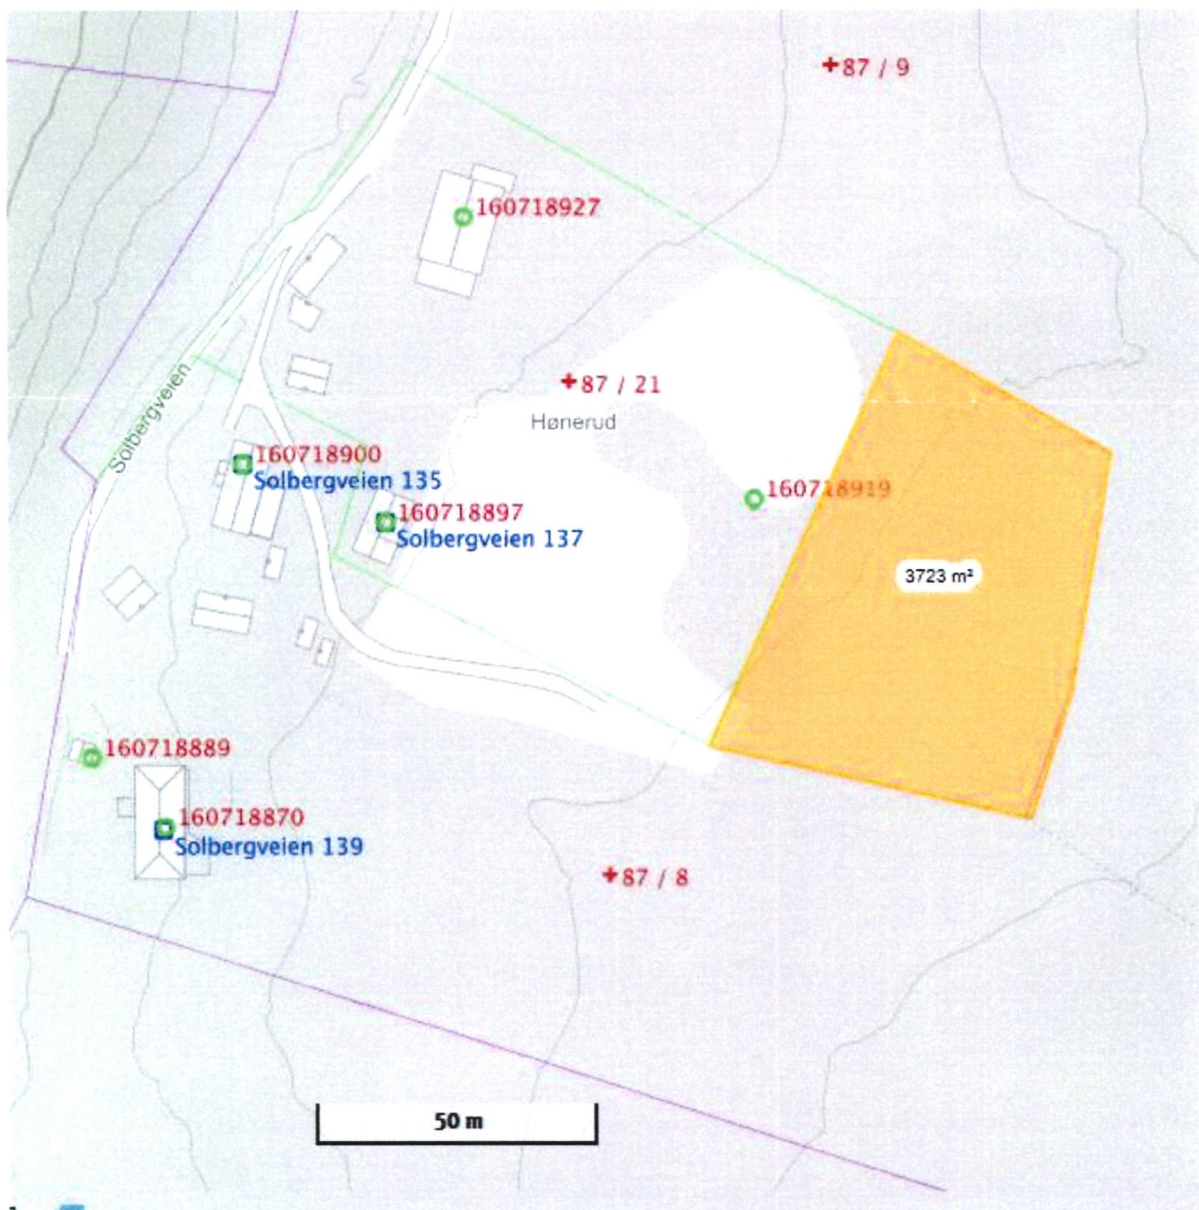 87 / 9
160718927
Solbergveien
87 / 21
Hønerud
160718900
Solbergveien 135
160718919
160718897
Solbergveien 137
3723 m²
160718889
160718870
Solbergveien 139
87 / 8
50 m